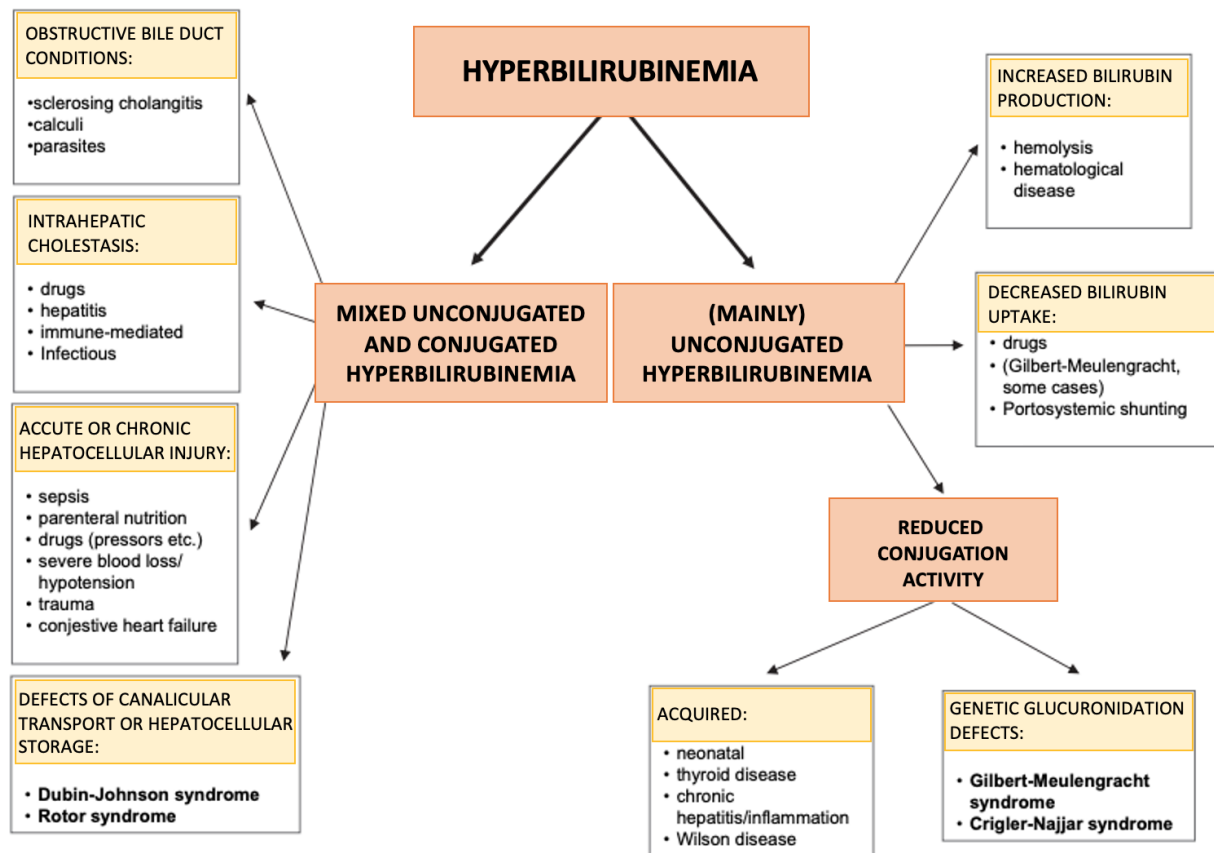 HYPERBILIRUBINEMIA
OBSTRUCTIVE BILE DUCT
CONDITIONS:
•sclerosing cholangitis
•calculi
•parasites
INTRAHEPATIC
CHOLESTASIS:
• drugs
• hepatitis
• immune-mediated
• Infectious
ACCUTE OR CHRONIC
HEPATOCELLULAR INJURY:
• sepsis
• parenteral nutrition
• drugs (pressors etc.)
• severe blood loss/
hypotension
• trauma
• conjestive heart failure
DEFECTS OF CANALICULAR
TRANSPORT OR HEPATOCELLULAR
STORAGE:
• Dubin-Johnson syndrome
• Rotor syndrome
MIXED UNCONJUGATED
AND CONJUGATED
HYPERBILIRUBINEMIA
(MAINLY)
UNCONJUGATED
HYPERBILIRUBINEMIA
INCREASED BILIRUBIN
PRODUCTION:
• hemolysis
• hematological
disease
DECREASED BILIRUBIN
UPTAKE:
• drugs
• (Gilbert-Meulengracht,
some cases)
• Portosystemic shunting
REDUCED
CONJUGATION
ACTIVITY
ACQUIRED:
• neonatal
• thyroid disease
• chronic
hepatitis/inflammation
• Wilson disease
GENETIC GLUCURONIDATION
DEFECTS:
• Gilbert-Meulengracht
syndrome
• Crigler-Najjar syndrome